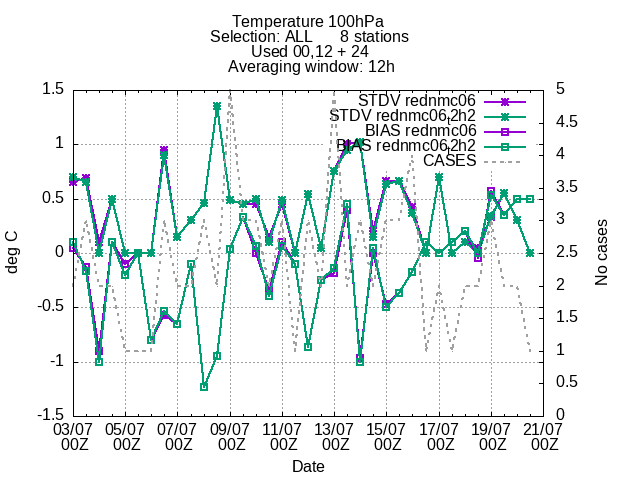 Temperature 100hPa
Selection: ALL 8 stations
Used 00,12 + 24
Averaging window: 12h
STDV rednmc06
STDV rednmc06,2h2
BIAS rednmc06
BIAS rednmc06,2h2
CASES
deg C
1.5
1
0.5
0
-0.5
-1
-1.5
No cases
5
4.5
4
3.5
3
2.5
2
1.5
1
0.5
0
03/07 05/07 07/07 09/07 11/07 13/07 15/07 17/07 19/07 21/07
00Z 00Z 00Z 00Z 00Z 00Z 00Z 00Z 00Z 00Z
Date